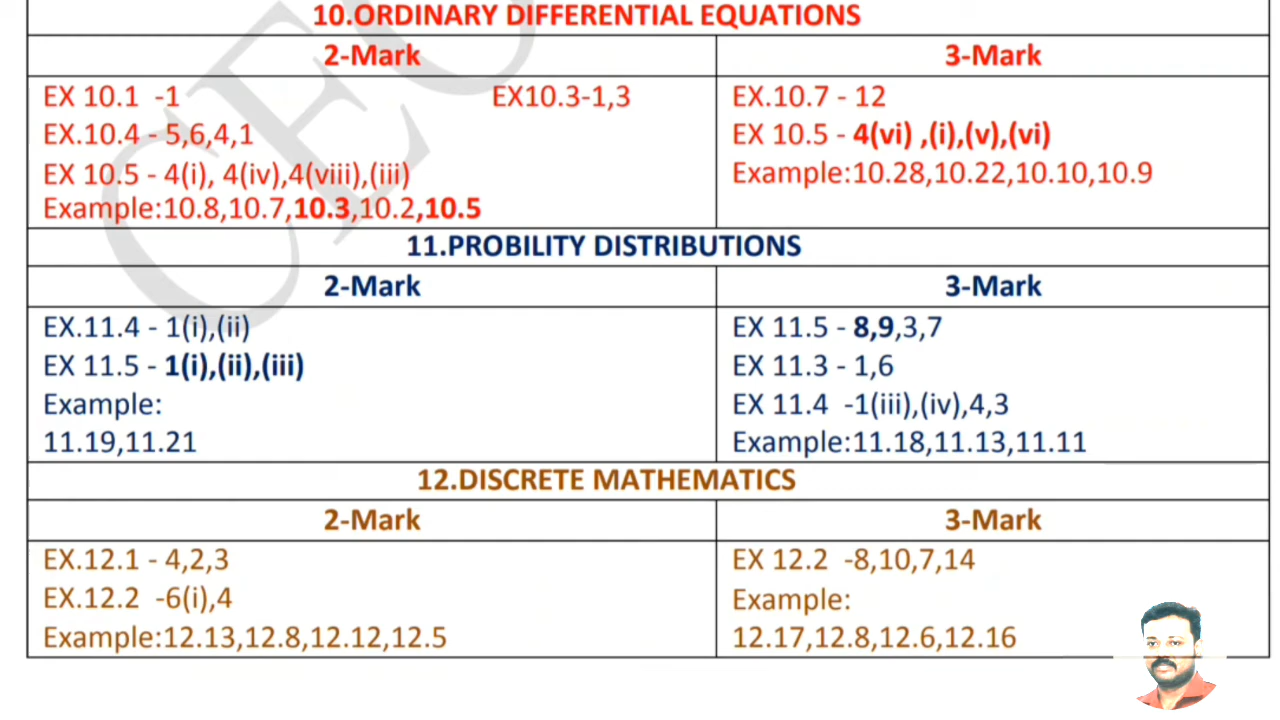 10.ORDINARY DIFFERENTIAL EQUATIONS
2-Mark
3-Mark
EX 10.1 -1 EX10.3-1,3
EX.10.4 - 5,6,4,1
EX 10.5 - 4(i), 4(iv),4(viii),(iii)
Example:10.8,10.7,10.3,10.2,10.5
EX.10.7 - 12
EX 10.5 - 4(vi) ,(i),(v),(vi)
Example:10.28,10.22,10.10,10.9
11.PROBILITY DISTRIBUTIONS
2-Mark
3-Mark
EX.11.4 - 1(i),(ii)
EX 11.5 - 1(i),(ii),(iii)
Example:
11.19,11.21
EX 11.5 - 8,9,3,7
EX 11.3 - 1,6
EX 11.4 -1(iii),(iv),4,3
Example:11.18,11.13,11.11
12.DISCRETE MATHEMATICS
2-Mark
3-Mark
EX.12.1 - 4,2,3
EX.12.2 -6(i),4
Example:12.13,12.8,12.12,12.5
EX 12.2 -8,10,7,14
Example:
12.17,12.8,12.6,12.16